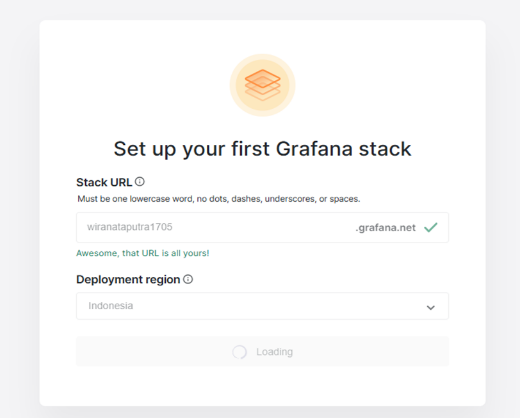 Set up your first Grafana stack
Stack URL
Must be one lowercase word, no dots, dashes, underscores, or spaces.
wiranataputra1705 .grafana.net
Awesome, that URL is all yours!
Deployment region
Indonesia
Loading